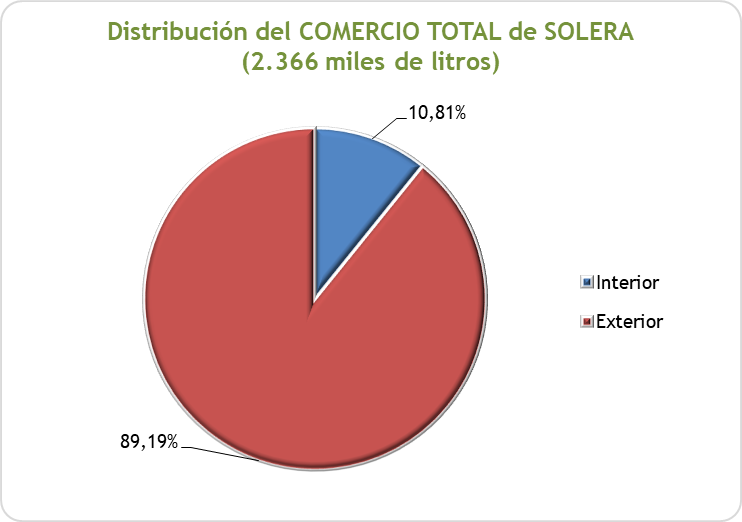 Distribución del COMERCIO TOTAL de SOLERA
(2.366 miles de litros)
10,81%
Interior
Exterior
89,19%